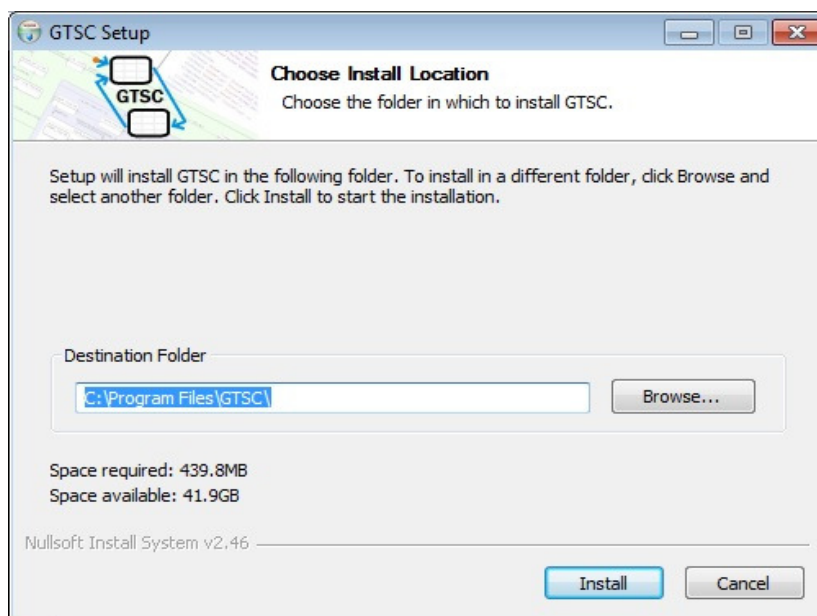 GTSC Setup
GTSC
Choose Install Location
Choose the folder in which to install GTSC.
Setup will install GTSC in the following folder. To install in a different folder, click Browse and
select another folder. Click Install to start the installation.
Destination Folder
C:\Program Files\GTSC\
Browse...
Space required: 439.8MB
Space available: 41.9GB
Nullsoft Install System v2.46
Install
Cancel